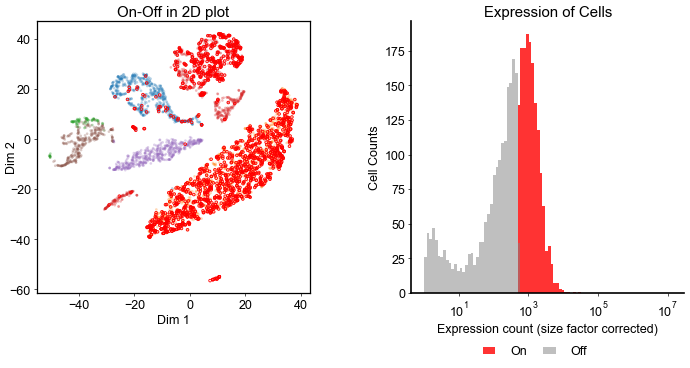 On-Off in 2D plot
40
20
0
−20
−40
−60
−40
−20
0
20
40
Dim 2
Dim 1
Expression of Cells
175
150
125
100
75
50
25
0
10^1
10^3
10^5
10^7
Cell Counts
Expression count (size factor corrected)
On
Off